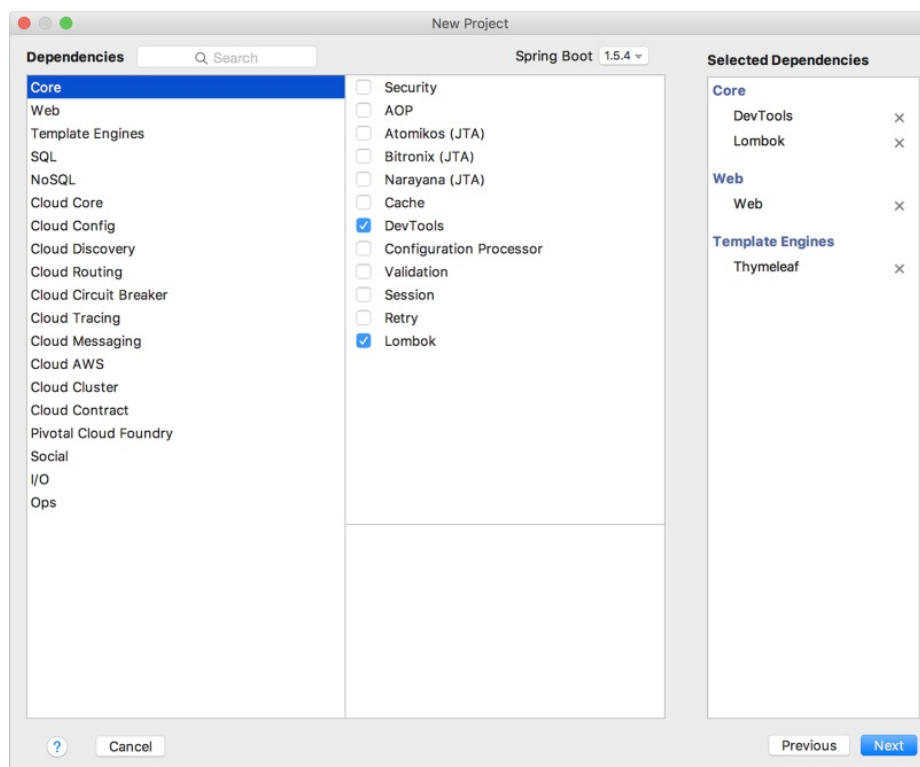 New Project
Dependencies
Search
Spring Boot 1.5.4
Core
Web
Template Engines
SQL
NoSQL
Cloud Core
Cloud Config
Cloud Discovery
Cloud Routing
Cloud Circuit Breaker
Cloud Tracing
Cloud Messaging
Cloud AWS
Cloud Cluster
Cloud Contract
Pivotal Cloud Foundry
Social
I/O
Ops
Security
AOP
Atomikos (JTA)
Bitronix (JTA)
Narayana (JTA)
Cache
DevTools
Configuration Processor
Validation
Session
Retry
Lombok
Selected Dependencies
Core
DevTools
Lombok
Web
Web
Template Engines
Thymeleaf
?
Cancel
Previous
Next